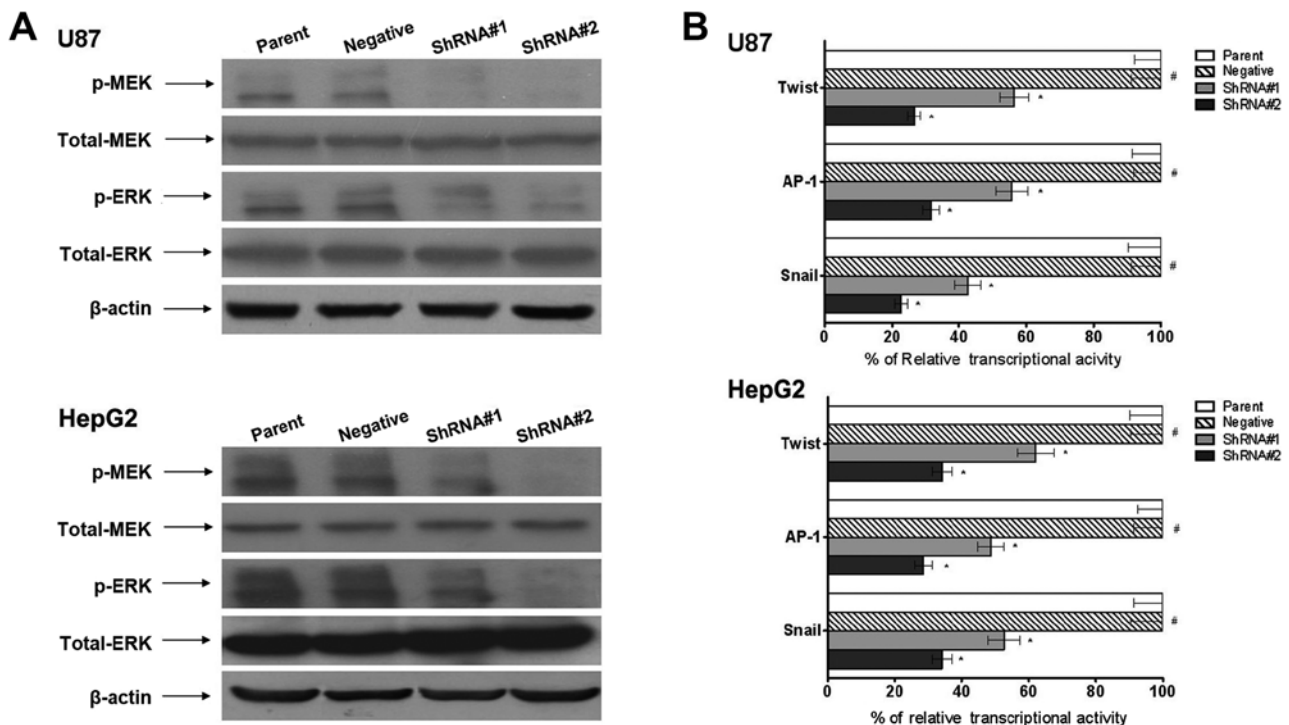 A
U87
Parent Negative ShRNA#1 ShRNA#2
p-MEK
Total-MEK
p-ERK
Total-ERK
β-actin
HepG2
Parent Negative ShRNA#1 ShRNA#2
p-MEK
Total-MEK
p-ERK
Total-ERK
β-actin
B
U87
Parent
Negative
ShRNA#1
ShRNA#2
Twist
#
*
*
AP-1
#
*
*
Snail
#
*
*
0 20 40 60 80 100
% of Relative transcriptional acivity
HepG2
Parent
Negative
ShRNA#1
ShRNA#2
Twist
#
*
*
AP-1
#
*
*
Snail
#
*
*
0 20 40 60 80 100
% of relative transcriptional activity